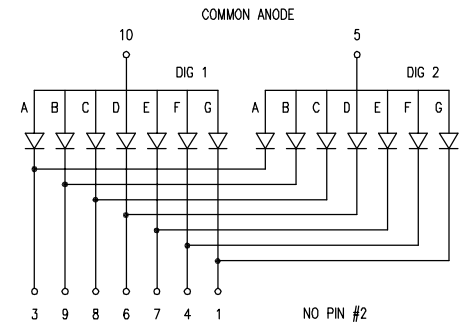 COMMON ANODE
10 5
DIG 1 DIG 2
A B C D E F G A B C D E F G
3 9 8 6 7 4 1 NO PIN #2